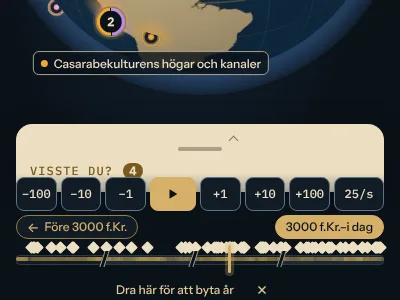 2
Casarabekulturens högar och kanaler
VISSTE DU? 4
−100 −10 −1 +1 +10 +100 25/s
← Före 3000 f.Kr. 3000 f.Kr.–i dag
Dra här för att byta år ×